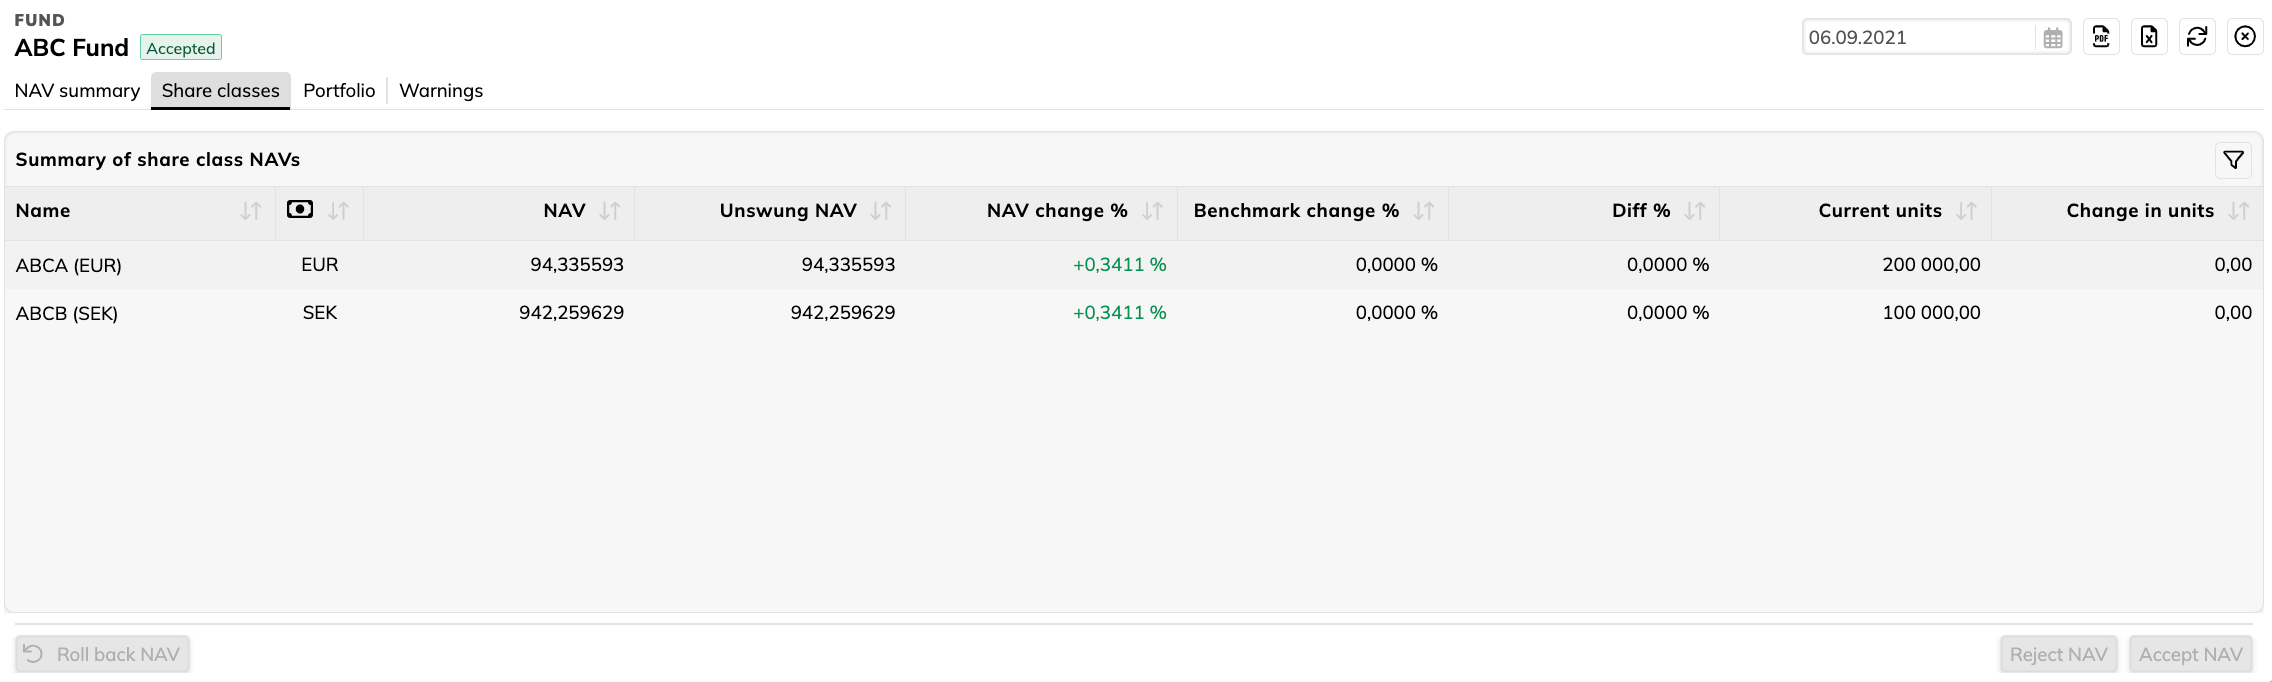 FUND
ABC Fund Accepted
06.09.2021
PDF
X
NAV summary Share classes Portfolio Warnings
Summary of share class NAVs
Name NAV Unswung NAV NAV change % Benchmark change % Diff % Current units Change in units
ABCA (EUR) EUR 94,335593 94,335593 +0,3411 % 0,0000 % 0,0000 % 200 000,00 0,00
ABCB (SEK) SEK 942,259629 942,259629 +0,3411 % 0,0000 % 0,0000 % 100 000,00 0,00
Roll back NAV Reject NAV Accept NAV